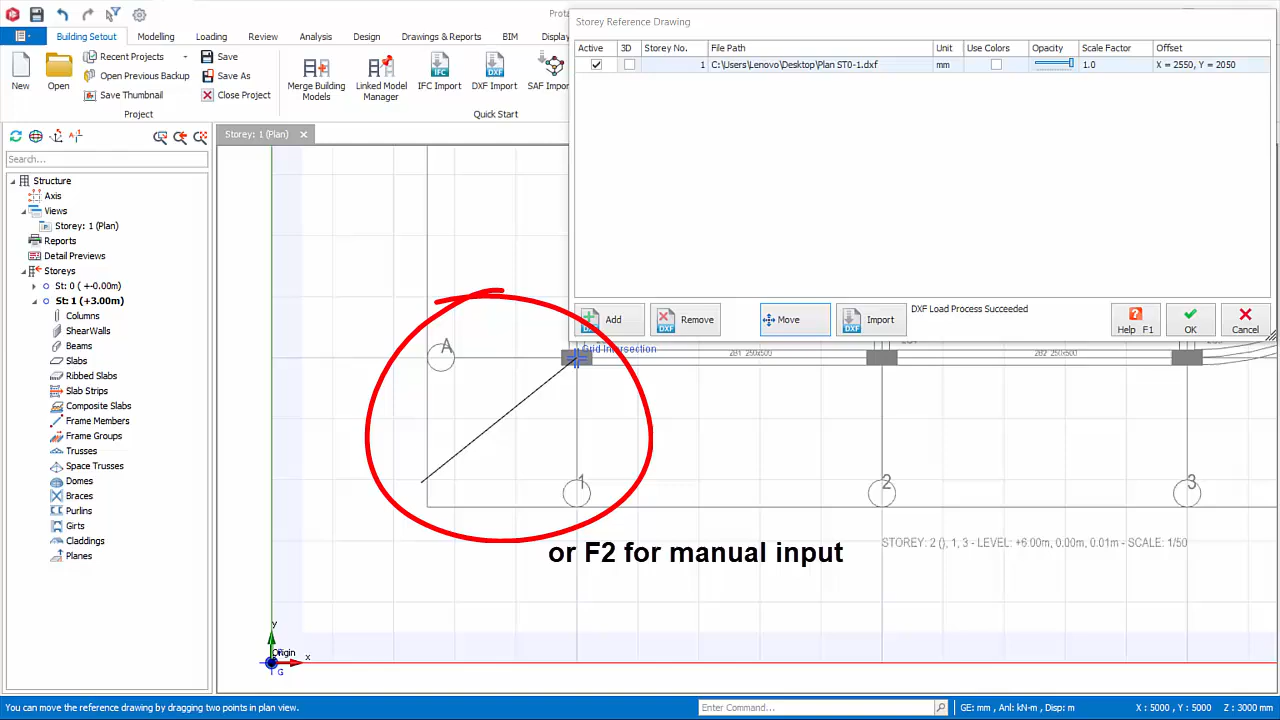 Prota
Storey Reference Drawing
Building Setout Modelling Loading Review Analysis Design Drawings & Reports BIM Display
Active 3D Storey No. File Path Unit Use Colors Opacity Scale Factor Offset
1 C:\Users\Lenovo\Desktop\Plan ST0-1.dxf mm 1.0 X = 2550, Y = 2050
New
Open
Recent Projects
Open Previous Backup
Save Thumbnail
Save
Save As
Close Project
Project
Merge Building Models
Linked Model Manager
IFC Import
DXF Import
SAF Impor
Quick Start
Storey: 1 (Plan)
Search...
Structure
Axis
Views
Storey: 1 (Plan)
Reports
Detail Previews
Storeys
St: 0 ( +-0.00m)
St: 1 (+3.00m)
Columns
ShearWalls
Beams
Slabs
Ribbed Slabs
Slab Strips
Composite Slabs
Frame Members
Frame Groups
Trusses
Space Trusses
Domes
Braces
Purlins
Girts
Claddings
Planes
DXF
Add
DXF
Remove
Move
DXF
Import
DXF Load Process Succeeded
Help F1
OK
Cancel
Grid Intersection
A
2B1 250x500
2B2 250x500
1
2
3
or F2 for manual input
STOREY: 2 (), 1, 3 - LEVEL: +6.00m, 0.00m, 0.01m - SCALE: 1/50
y
Origin
x
G
You can move the reference drawing by dragging two points in plan view.
Enter Command...
GE: mm , Anl: kN-m , Disp: m
X : 5000 , Y : 5000
Z : 3000 mm